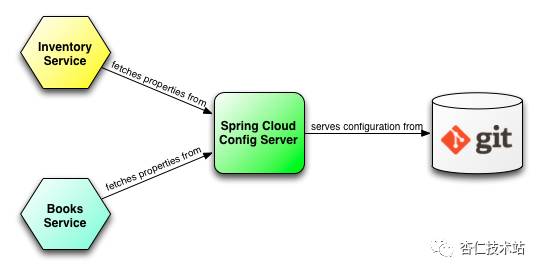 Inventory
Service
fetches properties from
Spring Cloud
Config Server
serves configuration from
git
fetches properties from
Books
Service
杏仁技术站